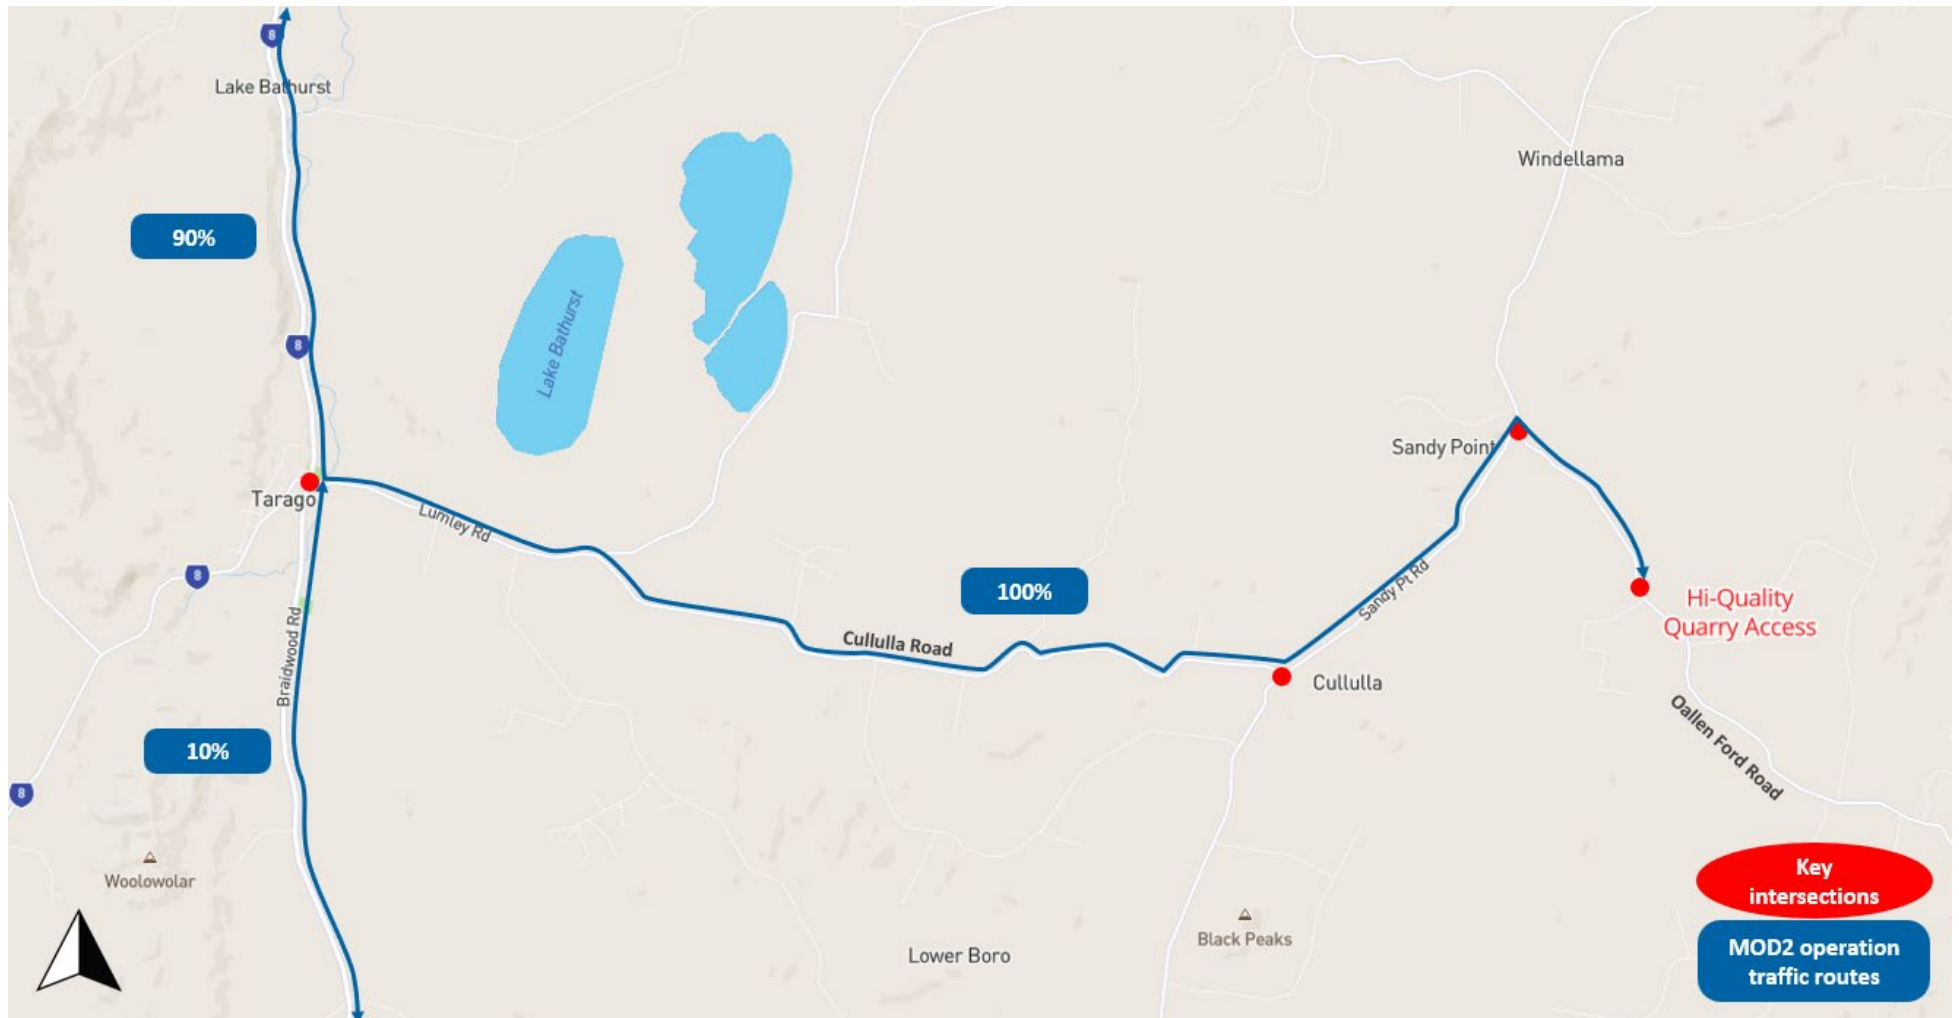 8
Lake Bathurst
Windellama
90%
Lake Bathurst
8
Sandy Point
Tarago
Lumley Rd
8
100%
Sandy Pt Rd
Hi-Quality
Quarry Access
Cullulla Road
Braidwood Rd
Cullulla
10%
Oallen Ford Road
8
Woolowolar
Key
intersections
Black Peaks
Lower Boro
MOD2 operation
traffic routes